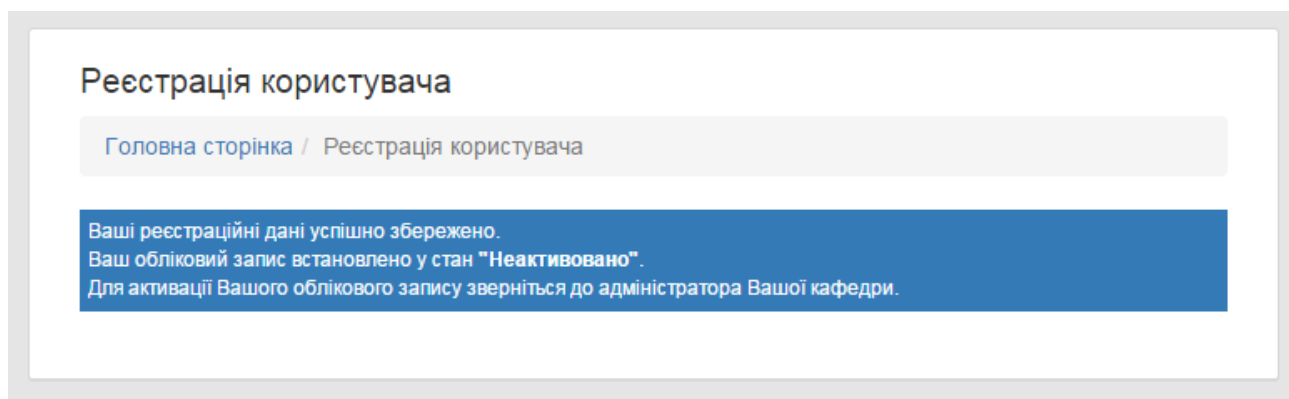 Реєстрація користувача
Головна сторінка / Реєстрація користувача
Ваші реєстраційні дані успішно збережено.
Ваш обліковий запис встановлено у стан "Неактивовано".
Для активації Вашого облікового запису зверніться до адміністратора Вашої кафедри.